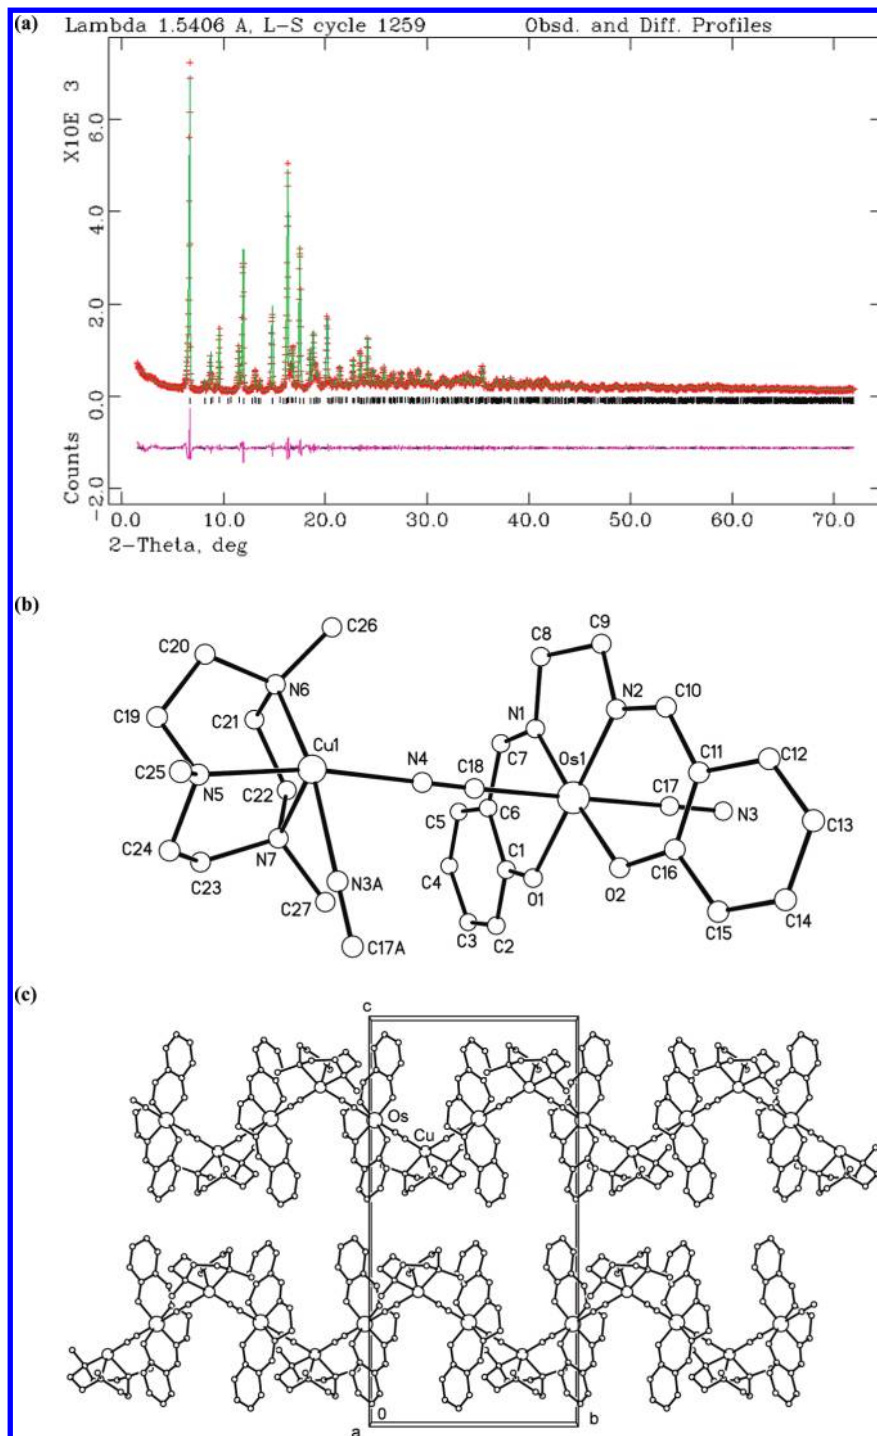 (a) Lambda 1.5406 A, L-S cycle 1259 Obsd. and Diff. Profiles
X10E 3
6.0
4.0
2.0
0.0
-2.0
Counts
0.0 10.0 20.0 30.0 40.0 50.0 60.0 70.0
2-Theta, deg
(b)
C26
C9
C20
C8
N6
N2
C10
C19
C21
N1
Cu1
N4
C18
Os1
C11
C12
C7
C25
N5
C22
C17
C5
C6
N3
C13
C24
N7
C1
C23
C4
N3A
O2
C16
C27
O1
C14
C3
C2
C15
C17A
(c)
c
Os
Cu
0
a
b